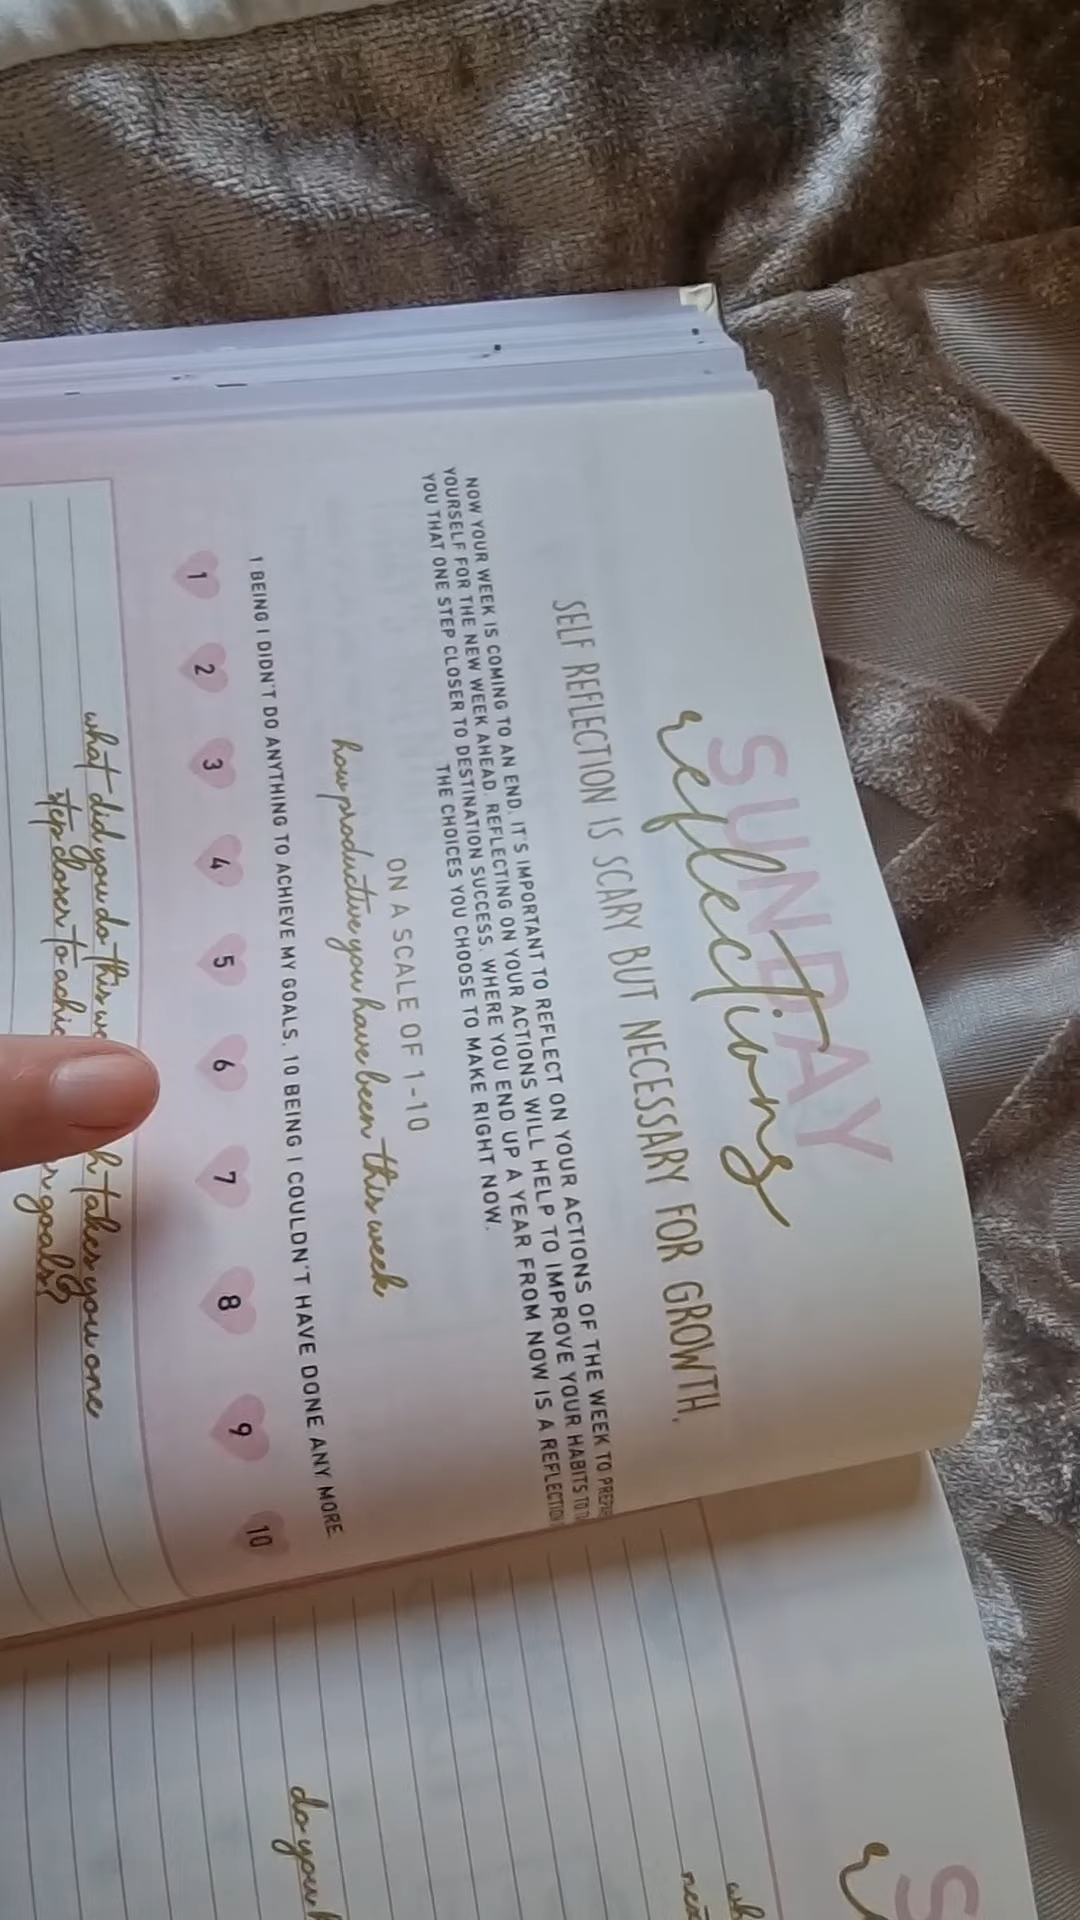 SUNDAY
reflections
SELF REFLECTION IS SCARY BUT NECESSARY FOR GROWTH.
NOW YOUR WEEK IS COMING TO AN END, IT'S IMPORTANT TO REFLECT ON YOUR ACTIONS OF THE WEEK TO
YOURSELF FOR THE NEW WEEK AHEAD. REFLECTING ON YOUR ACTIONS WILL HELP TO IMPROVE YOUR HABITS TO
YOU THAT ONE STEP CLOSER TO DESTINATION SUCCESS. WHERE YOU END UP A YEAR FROM NOW IS A REFLECTION
THE CHOICES YOU CHOOSE TO MAKE RIGHT NOW.
ON A SCALE OF 1-10
how productive you have been this week
1 BEING I DIDN'T DO ANYTHING TO ACHIEVE MY GOALS. 10 BEING I COULDN'T HAVE DONE ANY MORE
1 2 3 4 5 6 7 8 9 10
what did you do this takes you one
step closer to goals?
do you